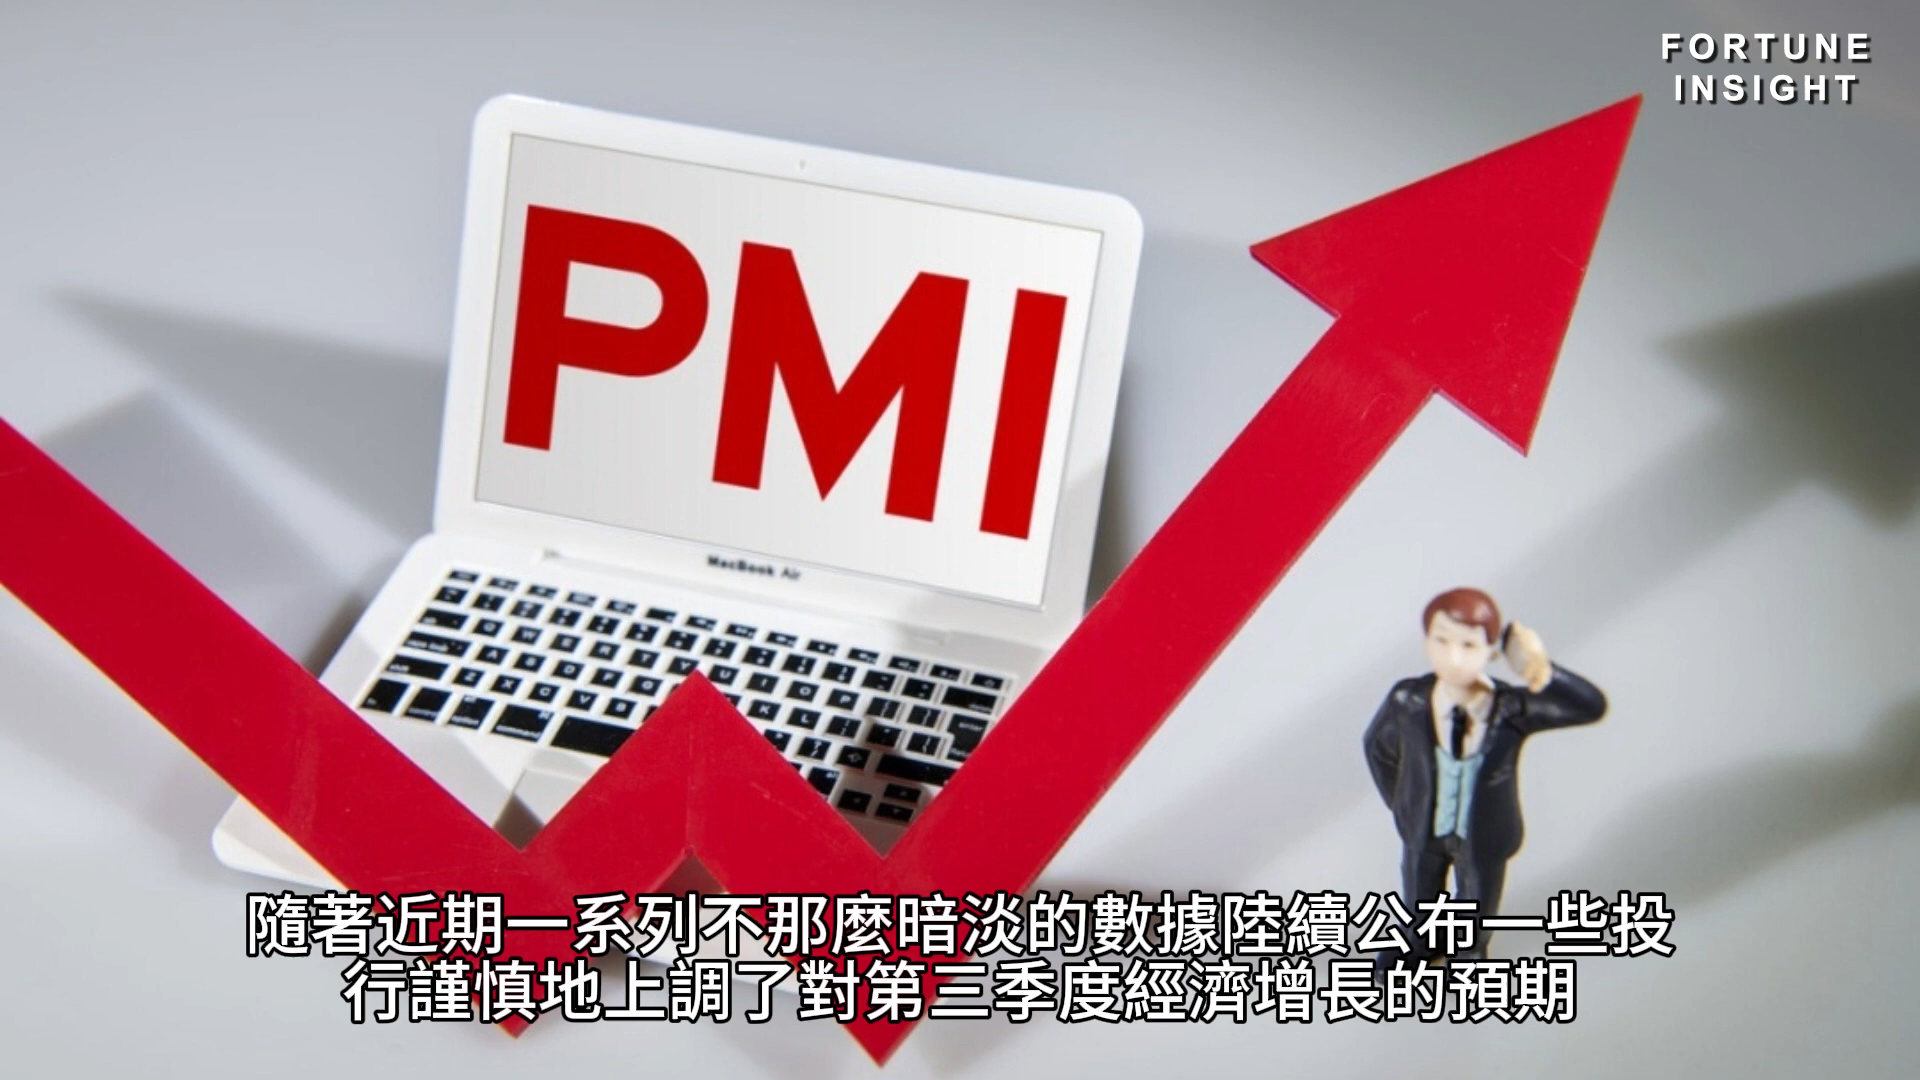 FORTUNE
INSIGHT
PMI
MacBook Air
隨著近期一系列不那麼暗淡的數據陸續公布一些投
行謹慎地上調了對第三季度經濟增長的預期